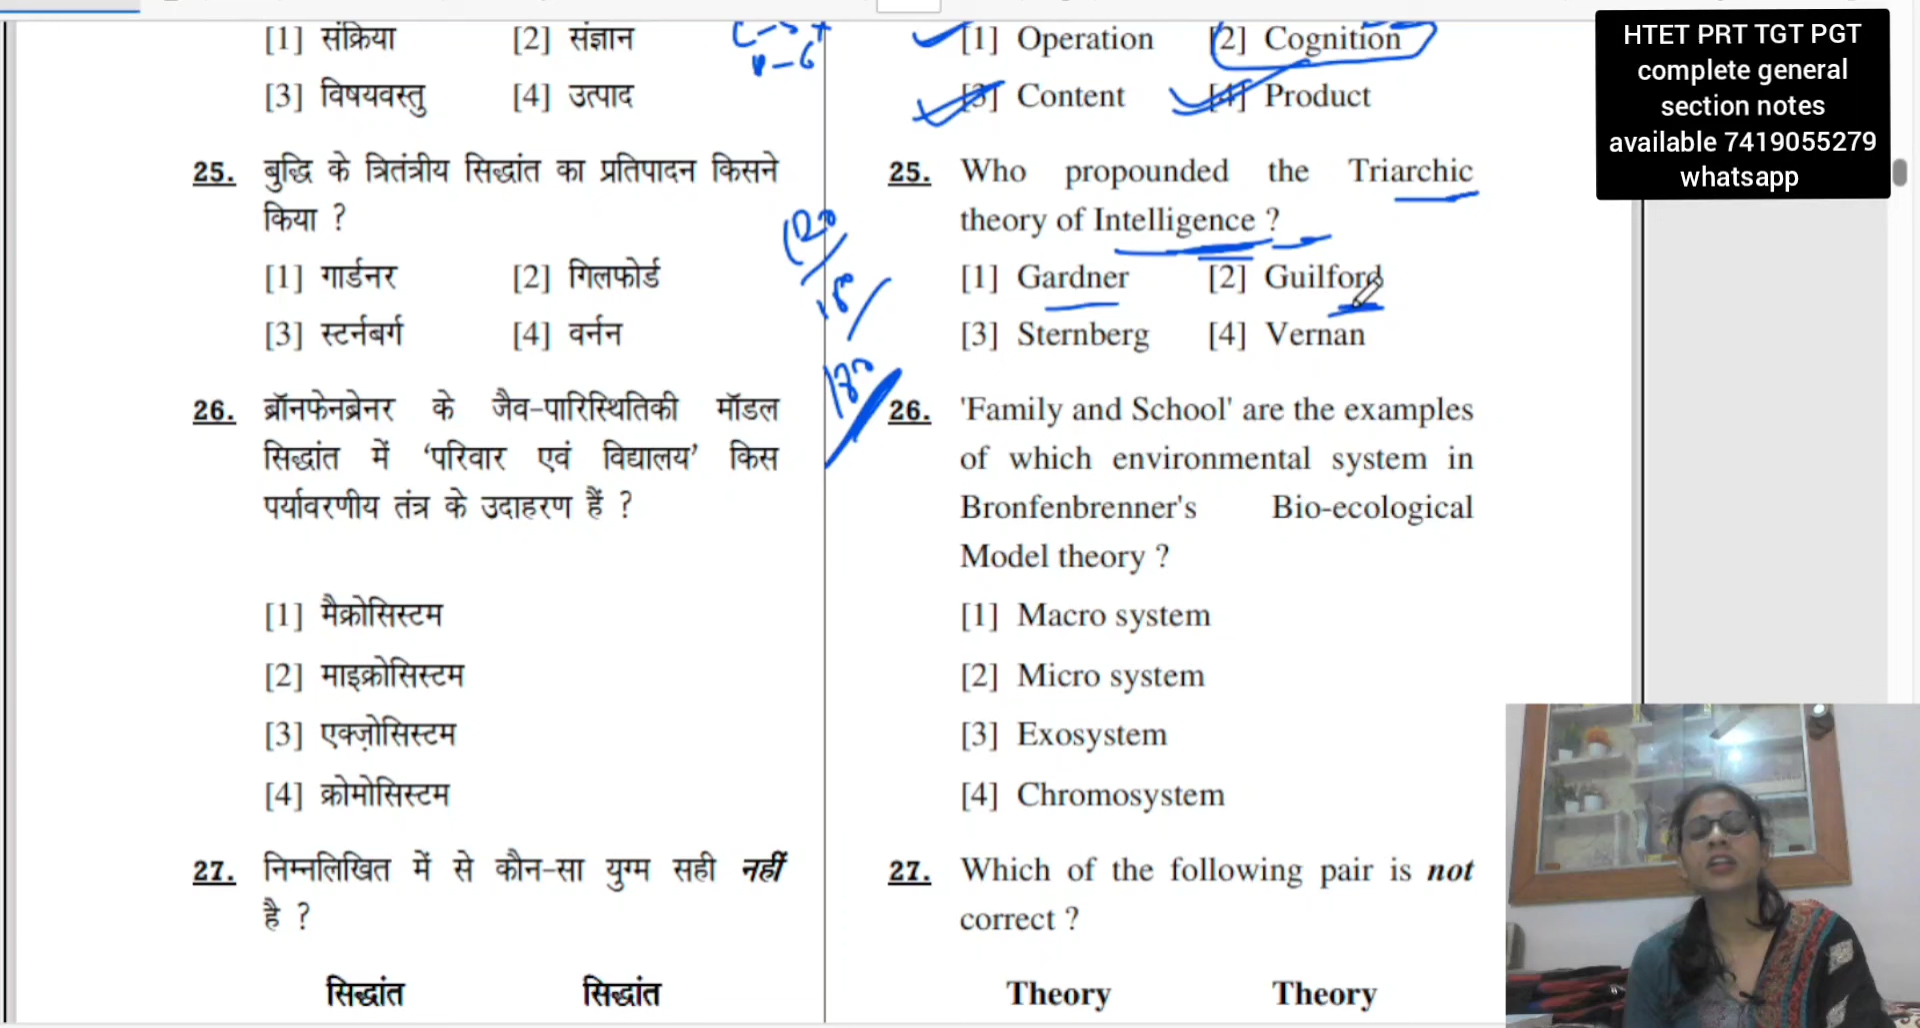 [1] संक्रिया [2] संज्ञान
[3] विषयवस्तु [4] उत्पाद
25. बुद्धि के त्रितंत्रीय सिद्धांत का प्रतिपादन किसने
किया ?
[1] गार्डनर [2] गिलफोर्ड
[3] स्टर्नबर्ग [4] वर्नन
26. ब्रॉनफेनब्रेनर के जैव-पारिस्थितिकी मॉडल
सिद्धांत में ‘परिवार एवं विद्यालय’ किस
पर्यावरणीय तंत्र के उदाहरण हैं ?
[1] मैक्रोसिस्टम
[2] माइक्रोसिस्टम
[3] एक्ज़ोसिस्टम
[4] क्रोमोसिस्टम
27. निम्नलिखित में से कौन-सा युग्म सही नहीं
है ?
सिद्धांत सिद्धांत
120
150
180
[1] Operation [2] Cognition
[3] Content [4] Product
25. Who propounded the Triarchic
theory of Intelligence ?
[1] Gardner [2] Guilford
[3] Sternberg [4] Vernan
26. 'Family and School' are the examples
of which environmental system in
Bronfenbrenner's Bio-ecological
Model theory ?
[1] Macro system
[2] Micro system
[3] Exosystem
[4] Chromosystem
27. Which of the following pair is not
correct ?
Theory Theory
HTET PRT TGT PGT
complete general
section notes
available 7419055279
whatsapp